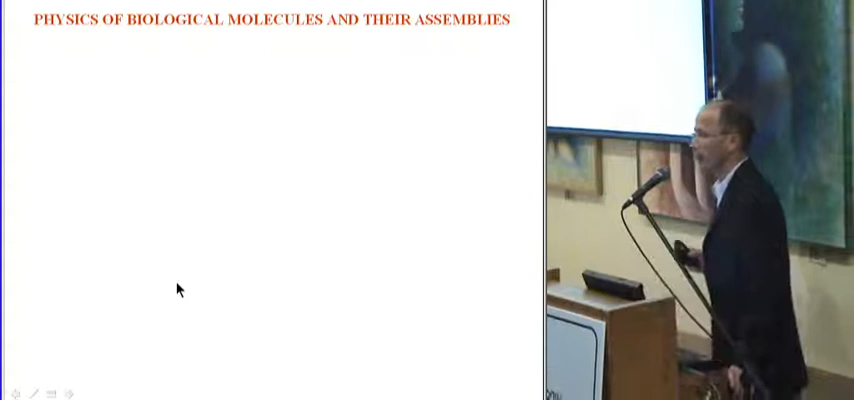 PHYSICS OF BIOLOGICAL MOLECULES AND THEIR ASSEMBLIES